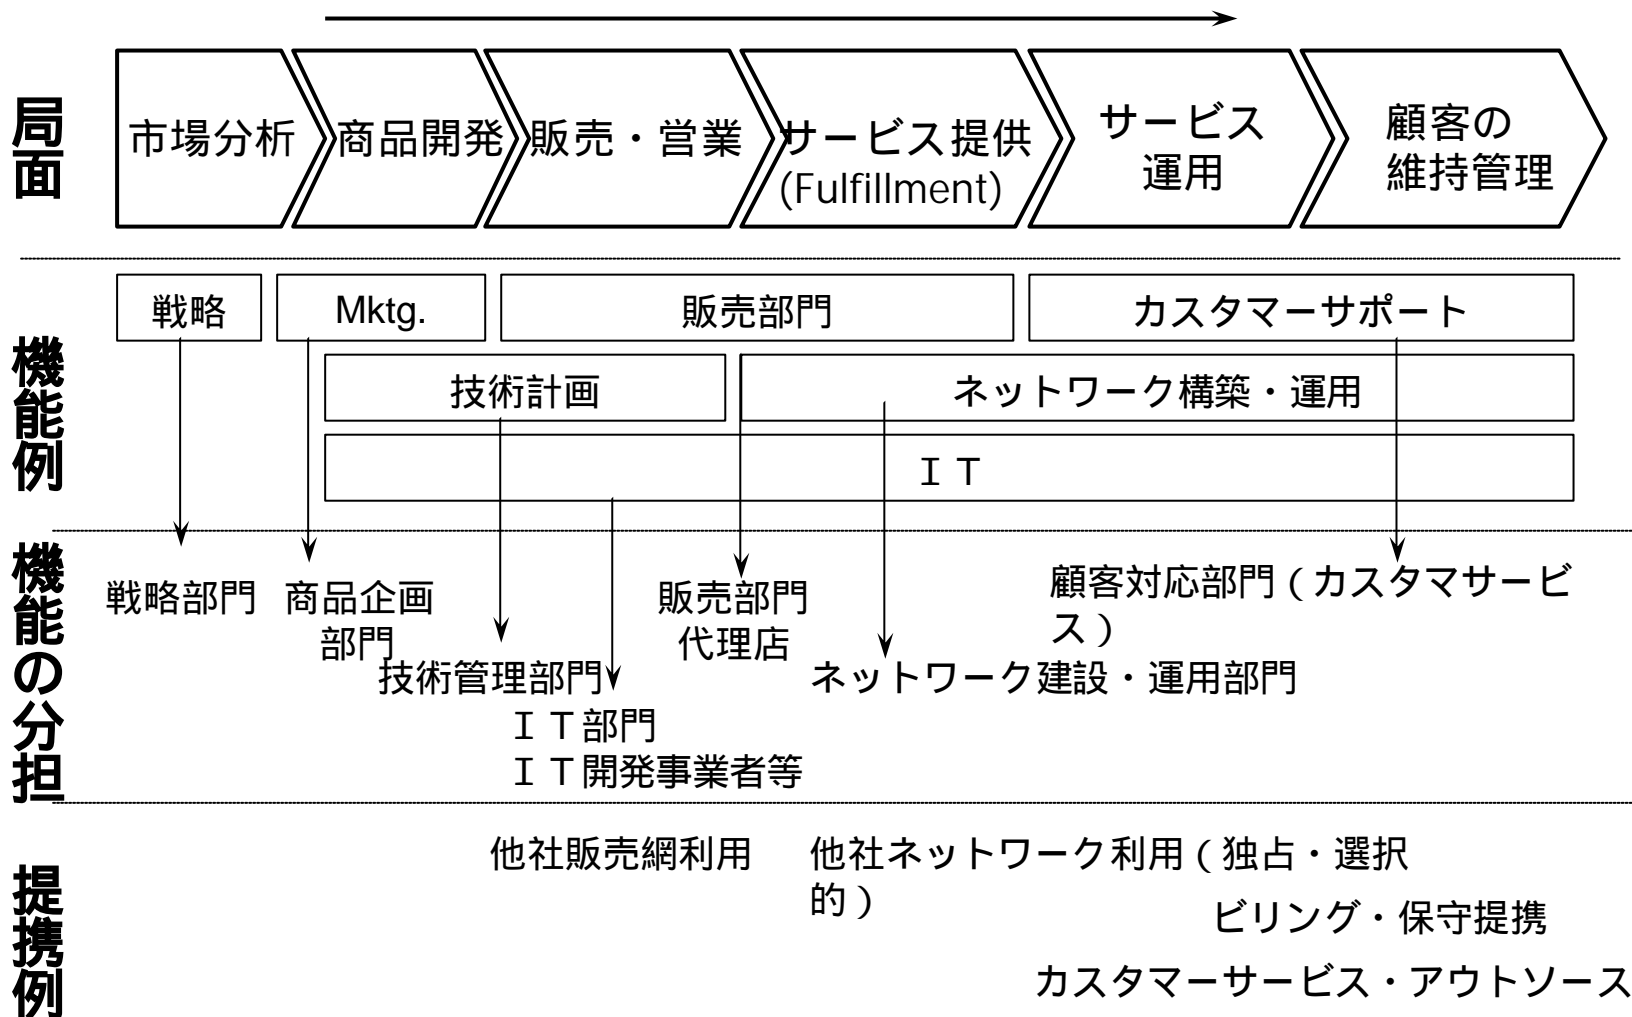 局面
市場分析
商品開発
販売・営業
サービス提供
(Fulfillment)
サービス
運用
顧客の
維持管理
機能例
戦略
Mktg.
販売部門
カスタマーサポート
技術計画
ネットワーク構築・運用
ＩＴ
機能の分担
戦略部門
商品企画
部門
技術管理部門
ＩＴ部門
ＩＴ開発事業者等
販売部門
代理店
顧客対応部門（カスタマサービ
ス）
ネットワーク建設・運用部門
提携例
他社販売網利用
他社ネットワーク利用（独占・選択
的）
ビリング・保守提携
カスタマーサービス・アウトソース